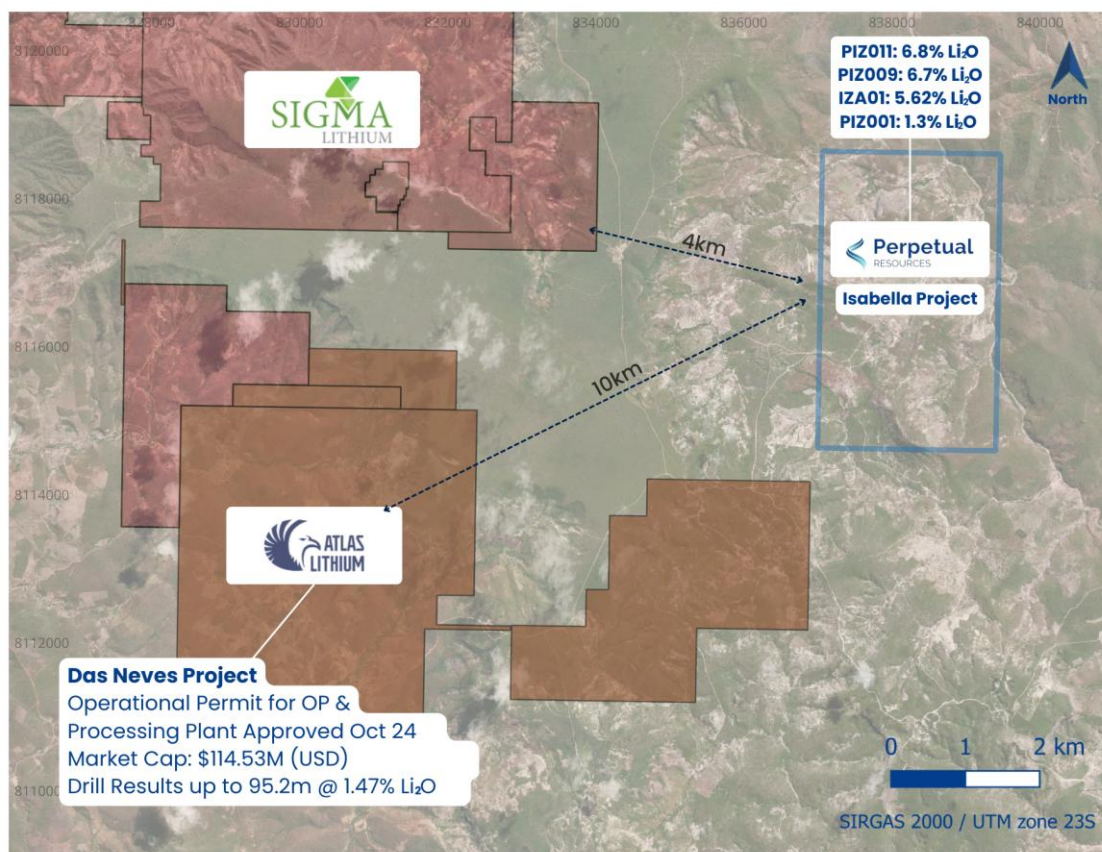 828000
830000
832000
834000
836000
838000
840000
8120000
8118000
8116000
8114000
8112000
8110000
SIGMA
LITHIUM
PIZ011: 6.8% Li₂O
PIZ009: 6.7% Li₂O
IZA01: 5.62% Li₂O
PIZ001: 1.3% Li₂O
North
4km
Perpetual
RESOURCES
Isabella Project
10km
ATLAS
LITHIUM
Das Neves Project
Operational Permit for OP &
Processing Plant Approved Oct 24
Market Cap: $114.53M (USD)
Drill Results up to 95.2m @ 1.47% Li₂O
0 1 2 km
SIRGAS 2000 / UTM zone 23S